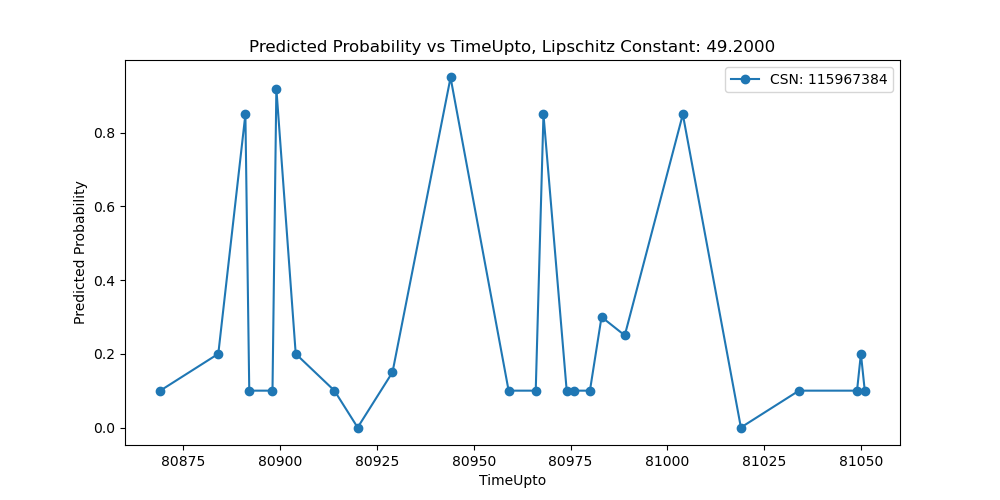 Predicted Probability vs TimeUpto, Lipschitz Constant: 49.2000
CSN: 115967384
Predicted Probability
0.8
0.6
0.4
0.2
0.0
80875 80900 80925 80950 80975 81000 81025 81050
TimeUpto